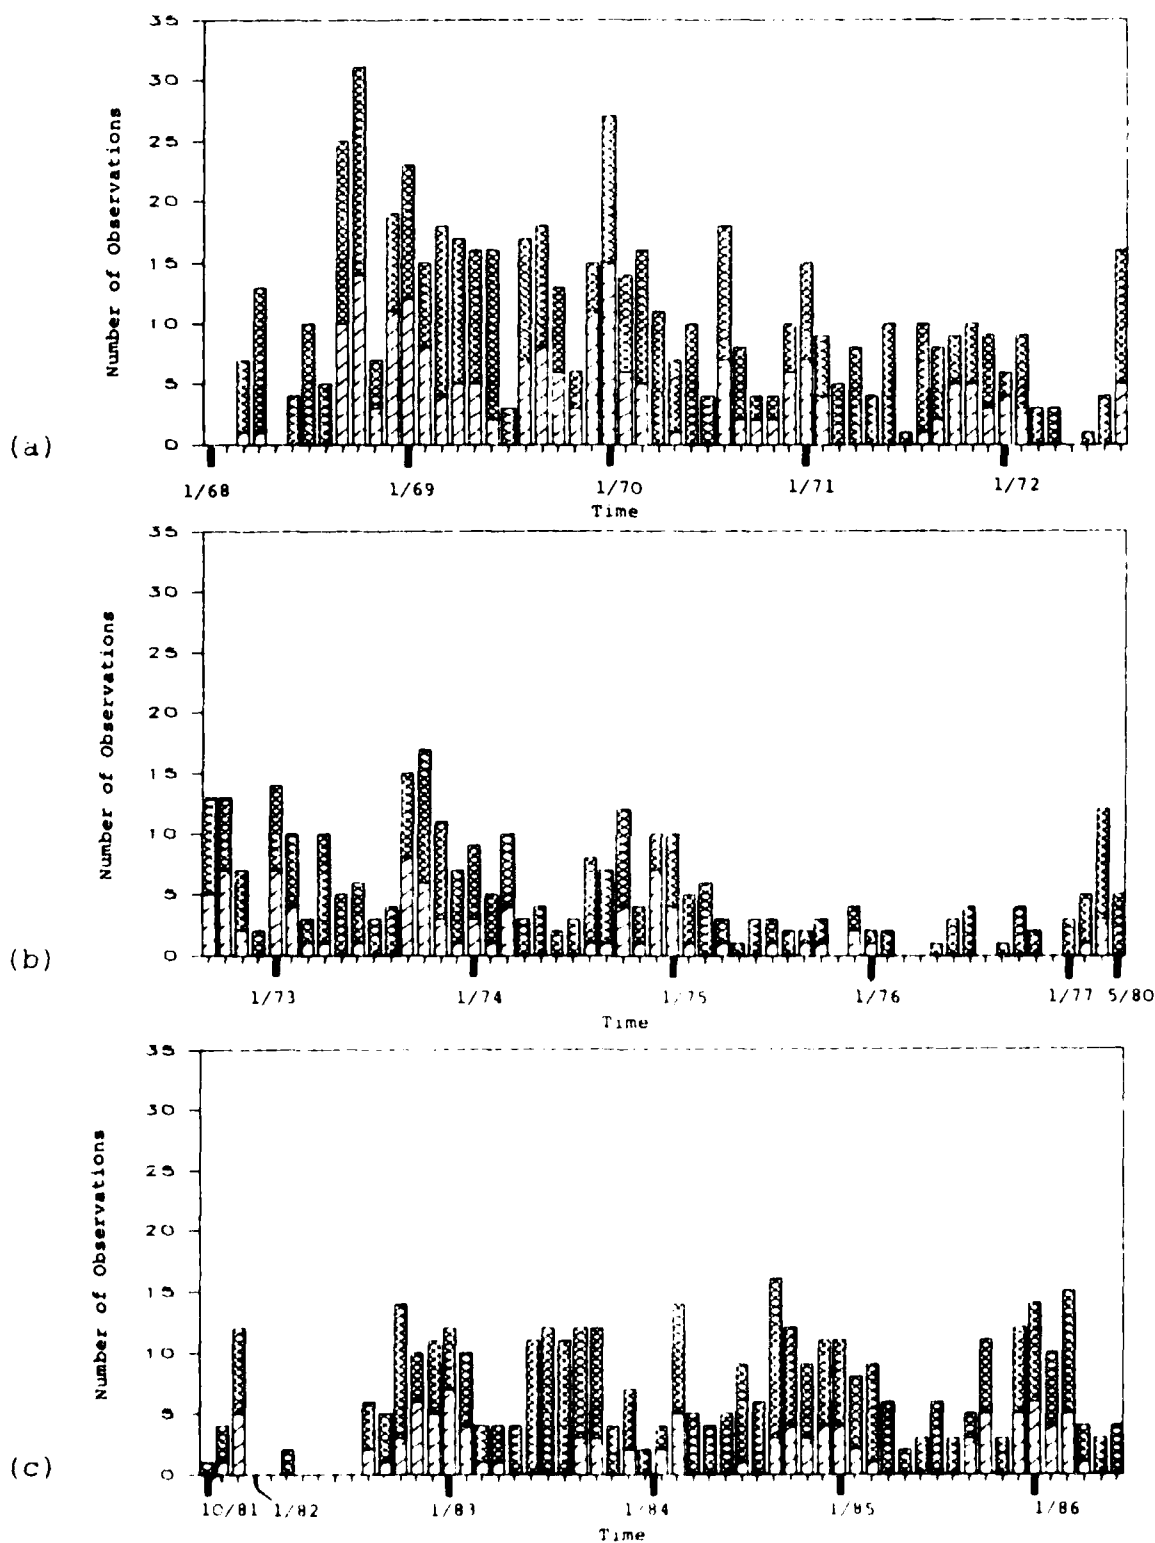 35
30
25
20
15
10
5
0
Number of Observations
(a)
1/68 1/69 1/70 1/71 1/72
Time
35
30
25
20
15
10
5
0
Number of Observations
(b)
1/73 1/74 1/75 1/76 1/77 5/80
Time
35
30
25
20
15
10
5
0
Number of Observations
(c)
10/81 1/82 1/83 1/84 1/85 1/86
Time